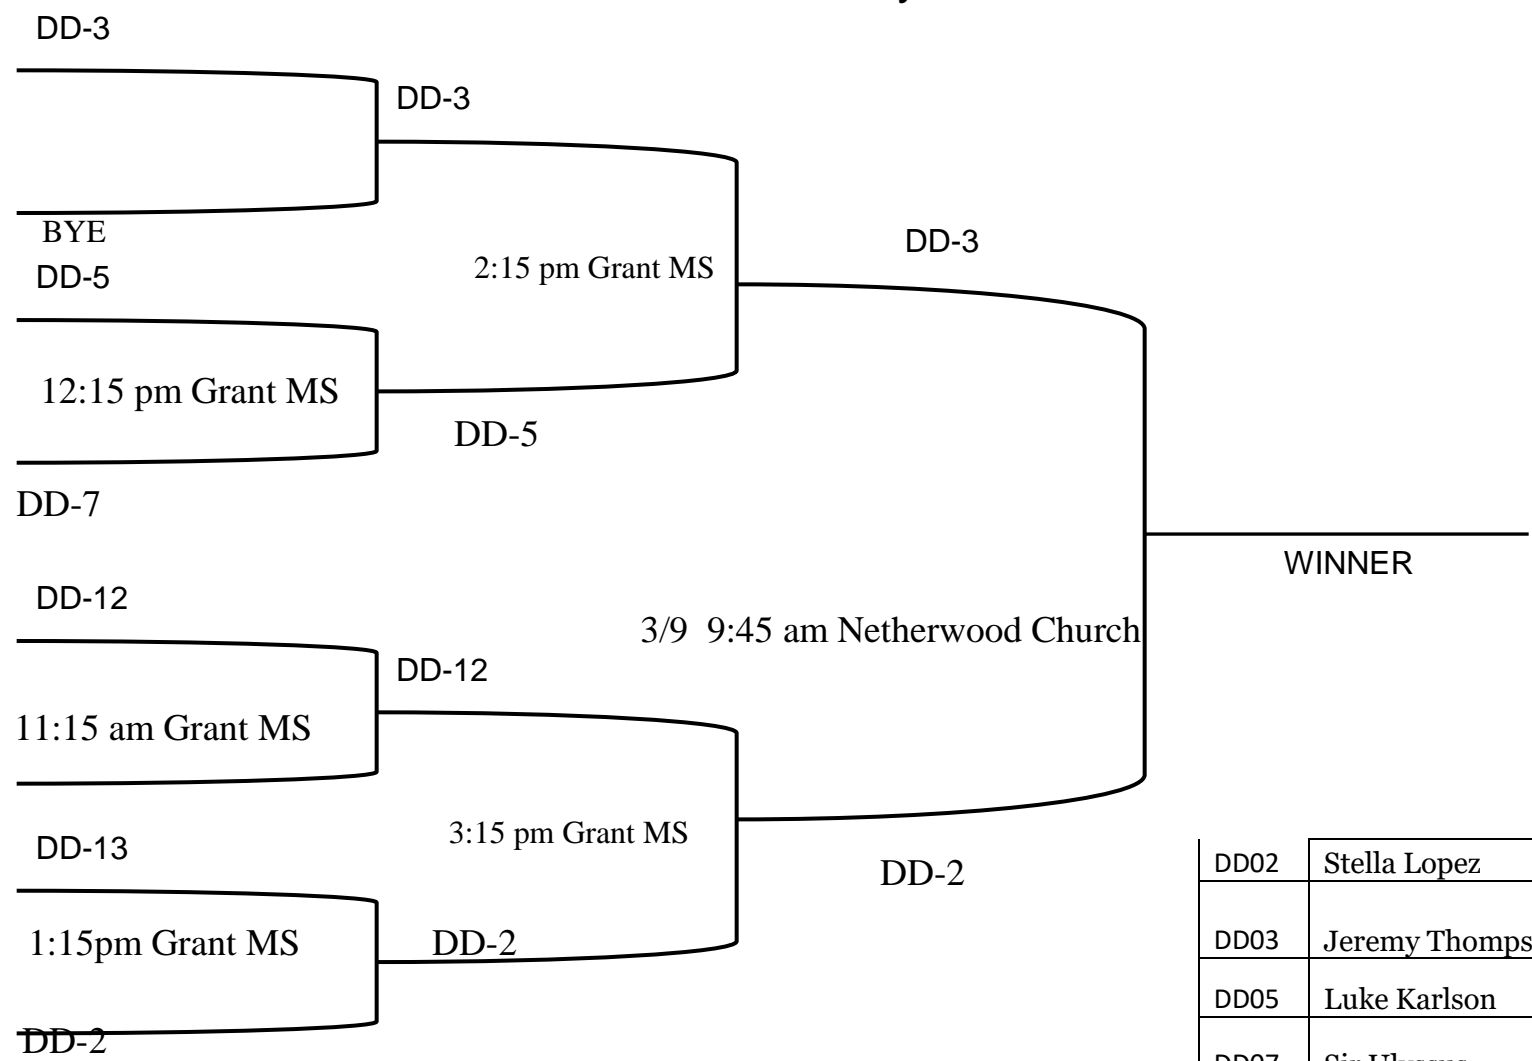 DD-3
DD-3
BYE
DD-3
DD-5
2:15 pm Grant MS
12:15 pm Grant MS
DD-5
DD-7
WINNER
DD-12
3/9 9:45 am Netherwood Church
DD-12
11:15 am Grant MS
3:15 pm Grant MS
DD-13
DD-2
1:15pm Grant MS
DD-2
DD-2
DD02 Stella Lopez
DD03 Jeremy Thomps
DD05 Luke Karlson
DD07